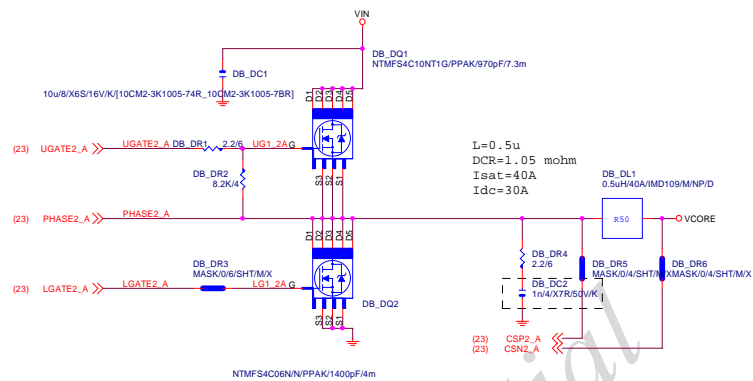 VIN
DB_DQ1
NTMFS4C10NT1G/PPAK/970pF/7.3m
DB_DC1
10u/8/X6S/16V/K/[10CM2-3K1005-74R_10CM2-3K1005-7BR]
D1 D2 D3 D4 D5
(23) UGATE2_A UGATE2_A DB_DR1 2.2/6 UG1_2A G
DB_DR2
8.2K/4
S3 S2 S1
L=0.5u
DCR=1.05 mohm
Isat=40A
Idc=30A
DB_DL1
0.5uH/40A/IMD109/M/NP/D
(23) PHASE2_A PHASE2_A
R50
VCORE
D1 D2 D3 D4 D5
DB_DR3
MASK/0/6/SHT/M/X
(23) LGATE2_A LGATE2_A LG1_2A G
DB_DQ2
S3 S2 S1
DB_DR4
2.2/6
DB_DC2
1n/4/X7R/50V/K
DB_DR5
MASK/0/4/SHT/M/X
DB_DR6
MASK/0/4/SHT/M/X
(23) CSP2_A
(23) CSN2_A
NTMFS4C06N/N/PPAK/1400pF/4m
tial